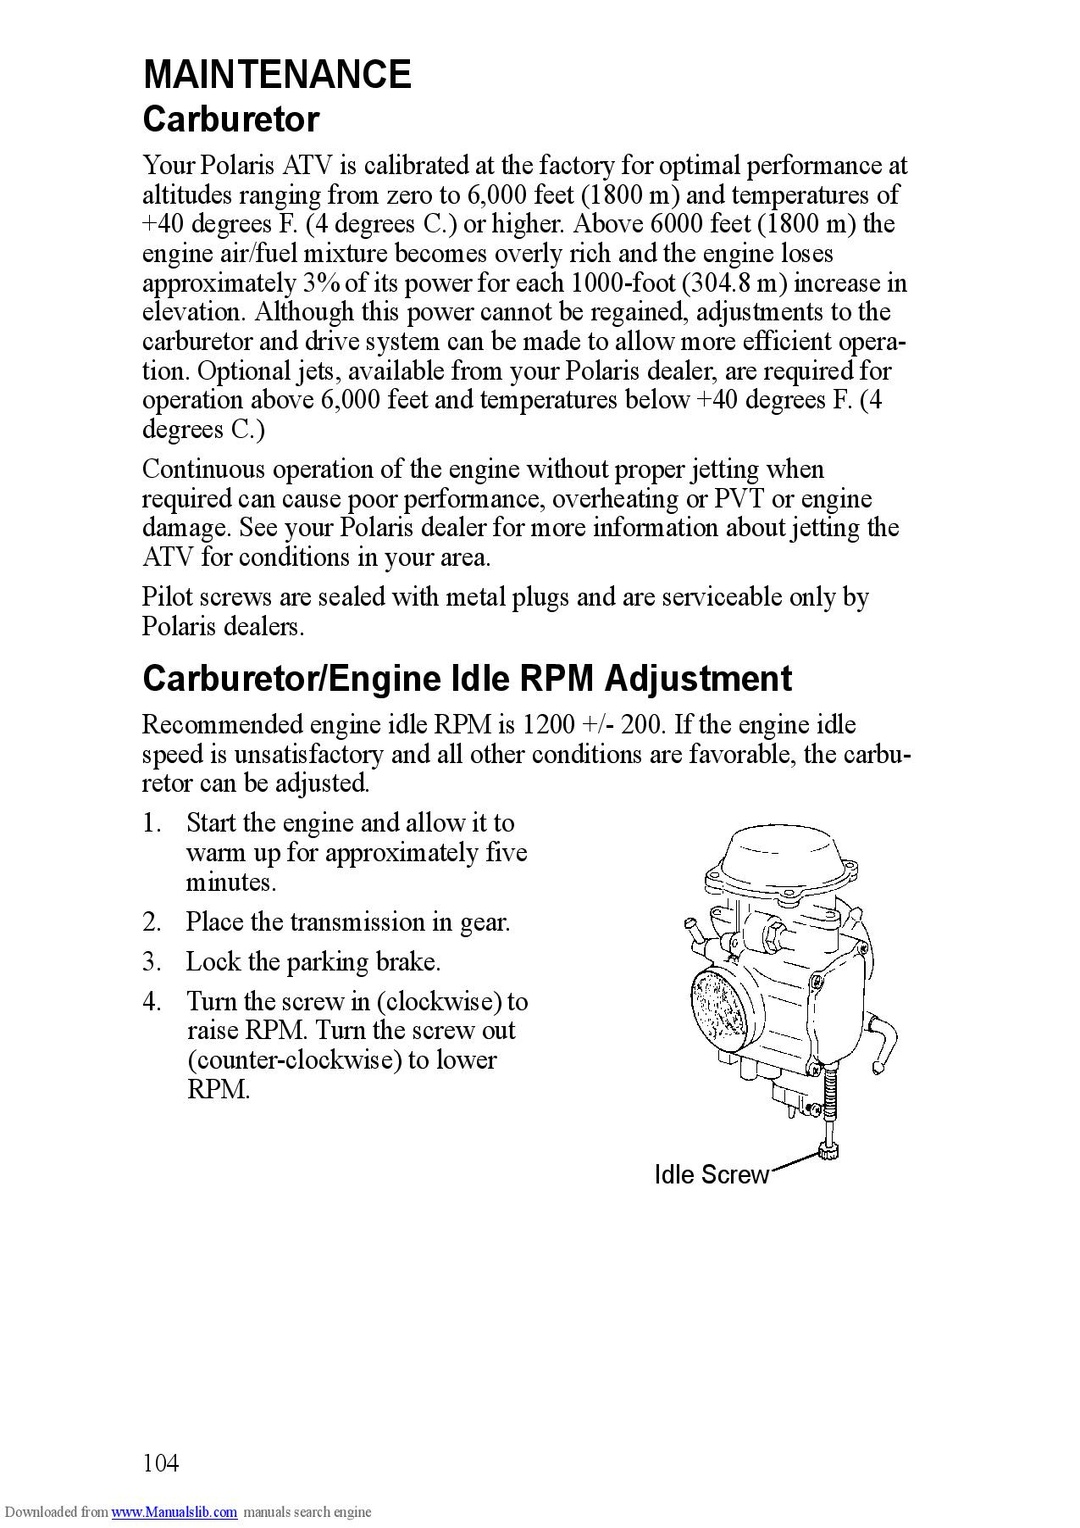 MAINTENANCE
Carburetor
Your Polaris ATV is calibrated at the factory for optimal performance at
altitudes ranging from zero to 6,000 feet (1800 m) and temperatures of
+40 degrees F. (4 degrees C.) or higher. Above 6000 feet (1800 m) the
engine air/fuel mixture becomes overly rich and the engine loses
approximately 3% of its power for each 1000-foot (304.8 m) increase in
elevation. Although this power cannot be regained, adjustments to the
carburetor and drive system can be made to allow more efficient opera-
tion. Optional jets, available from your Polaris dealer, are required for
operation above 6,000 feet and temperatures below +40 degrees F. (4
degrees C.)
Continuous operation of the engine without proper jetting when
required can cause poor performance, overheating or PVT or engine
damage. See your Polaris dealer for more information about jetting the
ATV for conditions in your area.
Pilot screws are sealed with metal plugs and are serviceable only by
Polaris dealers.
Carburetor/Engine Idle RPM Adjustment
Recommended engine idle RPM is 1200 +/- 200. If the engine idle
speed is unsatisfactory and all other conditions are favorable, the carbu-
retor can be adjusted.
1. Start the engine and allow it to
warm up for approximately five
minutes.
2. Place the transmission in gear.
3. Lock the parking brake.
4. Turn the screw in (clockwise) to
raise RPM. Turn the screw out
(counter-clockwise) to lower
RPM.
Idle Screw
104
Downloaded from www.Manualslib.com manuals search engine